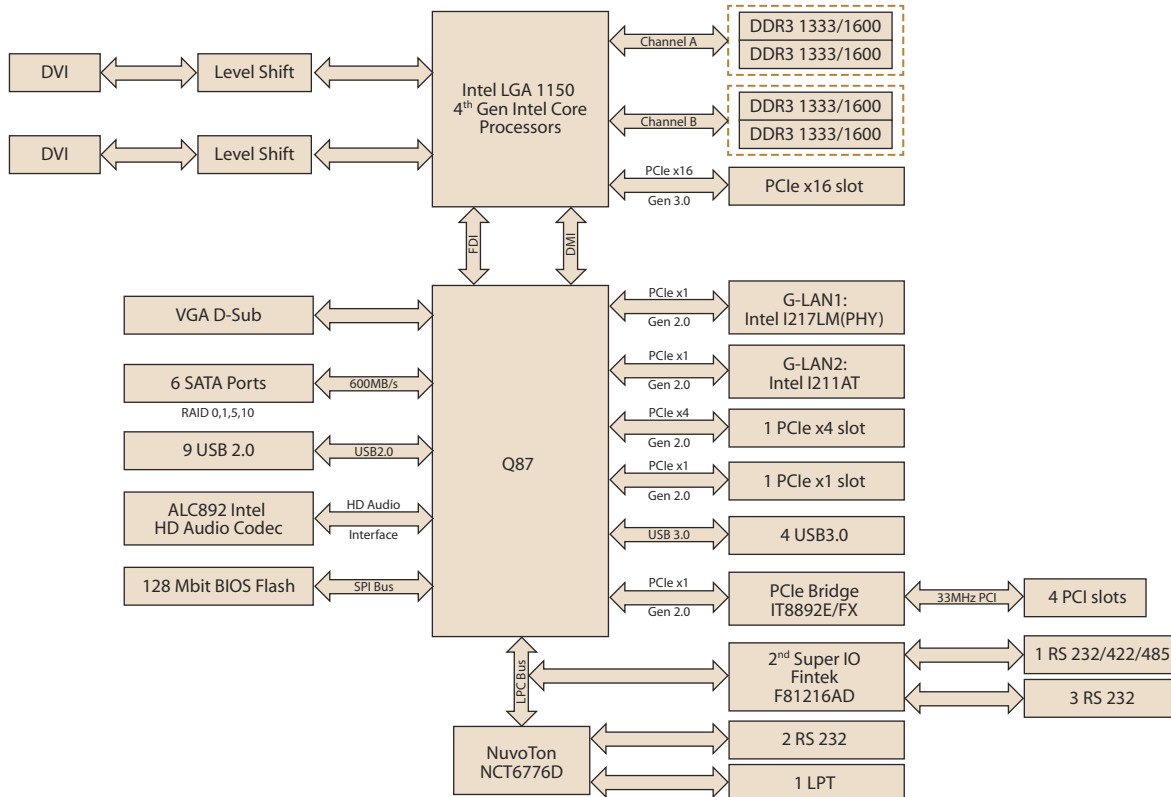 DVI
Level Shift
Intel LGA 1150
4th Gen Intel Core
Processors
Channel A
DDR3 1333/1600
DDR3 1333/1600
DVI
Level Shift
Channel B
DDR3 1333/1600
DDR3 1333/1600
PCIe x16
Gen 3.0
PCIe x16 slot
FDI
DMI
VGA D-Sub
6 SATA Ports
600MB/s
RAID 0,1,5,10
9 USB 2.0
USB2.0
ALC892 Intel
HD Audio Codec
HD Audio
Interface
128 Mbit BIOS Flash
SPI Bus
Q87
PCIe x1
Gen 2.0
G-LAN1:
Intel I217LM(PHY)
PCIe x1
Gen 2.0
G-LAN2:
Intel I211AT
PCIe x4
Gen 2.0
1 PCIe x4 slot
PCIe x1
Gen 2.0
1 PCIe x1 slot
USB 3.0
4 USB3.0
PCIe x1
Gen 2.0
PCIe Bridge
IT8892E/FX
33MHz PCI
4 PCI slots
LPC Bus
2nd Super IO
Fintek
F81216AD
1 RS 232/422/485
3 RS 232
NuvoTon
NCT6776D
2 RS 232
1 LPT